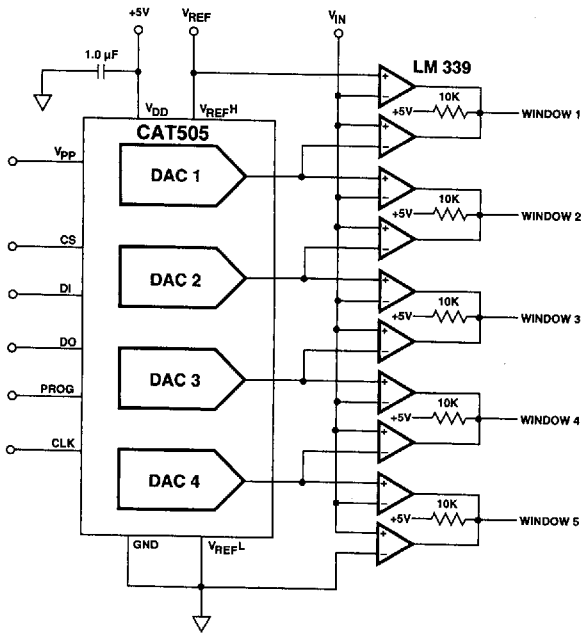 +5V
VREF
VIN
1.0 µF
LM 339
VDD
VREFH
CAT505
+
−
+5V
10K
WINDOW 1
VPP
DAC 1
+
−
+
−
+5V
10K
WINDOW 2
CS
+
−
DAC 2
DI
+
−
+5V
10K
WINDOW 3
DO
+
−
DAC 3
PROG
+
−
+5V
10K
WINDOW 4
CLK
+
−
DAC 4
+
−
+5V
10K
WINDOW 5
+
−
GND
VREFL